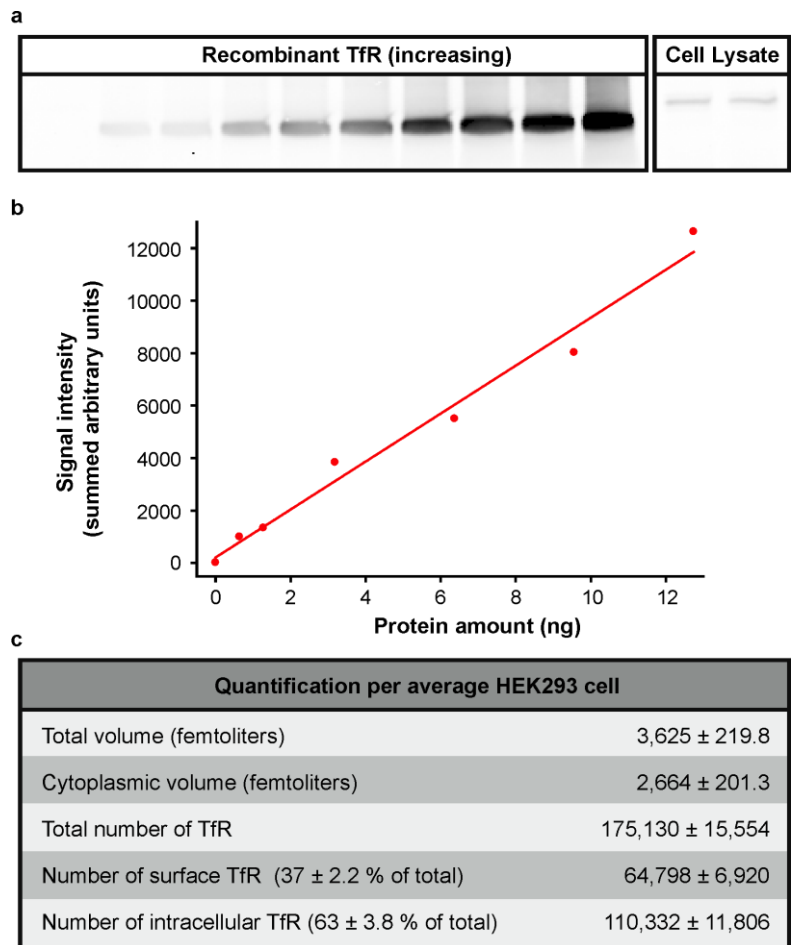 a
Recombinant TfR (increasing) Cell Lysate
b
12000
10000
8000
6000
4000
2000
0
Signal intensity
(summed arbitrary units)
0 2 4 6 8 10 12
Protein amount (ng)
c
Quantification per average HEK293 cell
Total volume (femtoliters) 3,625 ± 219.8
Cytoplasmic volume (femtoliters) 2,664 ± 201.3
Total number of TfR 175,130 ± 15,554
Number of surface TfR (37 ± 2.2 % of total) 64,798 ± 6,920
Number of intracellular TfR (63 ± 3.8 % of total) 110,332 ± 11,806